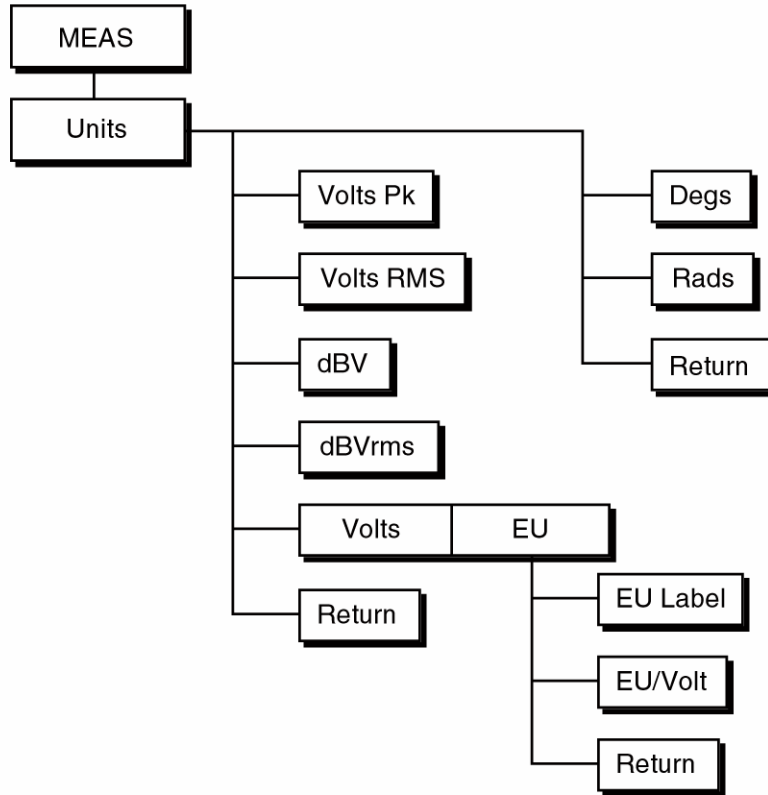 MEAS
Units
Volts Pk
Degs
Volts RMS
Rads
dBV
Return
dBVrms
Volts
EU
Return
EU Label
EU/Volt
Return